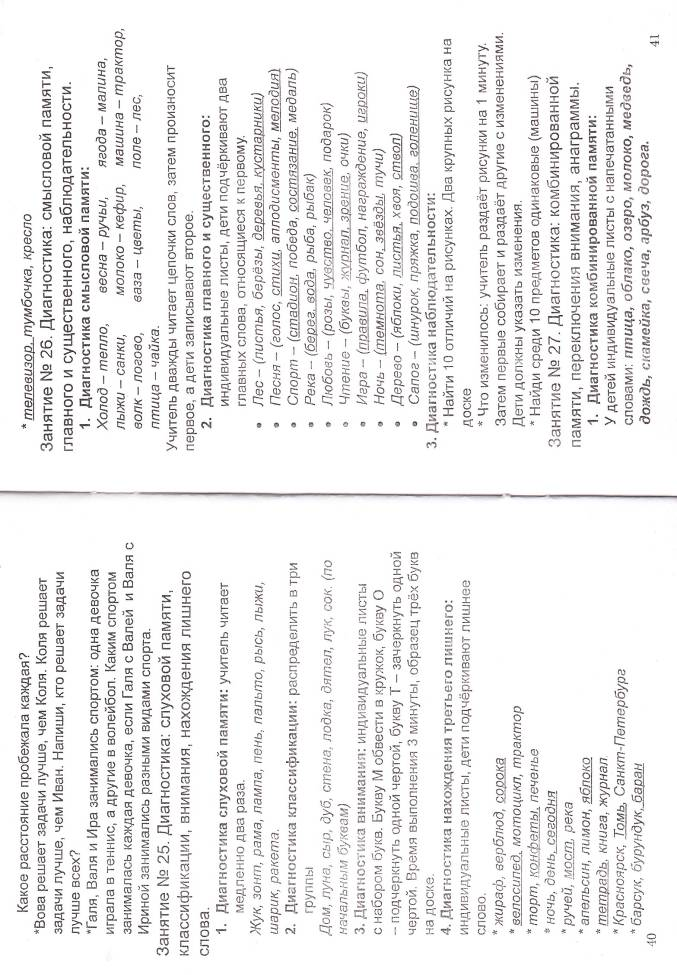 Какое расстояние пробежала каждая?
*Вова решает задачи лучше, чем Коля. Коля решает
задачи лучше, чем Иван. Напиши, кто решает задачи
лучше всех?
*Галя, Валя и Ира занимались спортом: одна девочка
играла в теннис, а другие в волейбол. Каким спортом
занималась каждая девочка, если Галя с Валей и Валя с
Ириной занимались разными видами спорта.
Занятие № 25. Диагностика: слуховой памяти,
классификации, внимания, нахождения лишнего
слова.
1. Диагностика слуховой памяти: учитель читает
медленно два раза.
Жук, зонт, рама, лампа, пень, пальто, рысь, лыжи,
шарик, ракета.
2. Диагностика классификации: распределить в три
группы
Дом, луна, сыр, дуб, стена, лодка, дятел, лук, сок. (по
начальным буквам)
3. Диагностика внимания: индивидуальные листы
с набором букв. Букву М обвести в кружок, букву О
– подчеркнуть одной чертой, букву Т – зачеркнуть одной
чертой. Время выполнения 3 минуты, образец трёх букв
на доске.
4. Диагностика нахождения третьего лишнего:
индивидуальные листы, дети подчёркивают лишнее
слово.
* жираф, верблюд, сорока
* велосипед, мотоцикл, трактор
* торт, конфеты, печенье
* ночь, день, сегодня
* ручей, мост, река
* апельсин, лимон, яблоко
* тетрадь, книга, журнал
* Красноярск, Томь, Санкт-Петербург
* барсук, бурундук, баран
40
* телевизор, тумбочка, кресло
Занятие № 26. Диагностика: смысловой памяти,
главного и существенного, наблюдательности.
1. Диагностика смысловой памяти:
Холод – тепло, весна – ручьи, ягода – малина,
лыжи – санки, молоко – кефир, машина – трактор,
волк – логово, ваза – цветы, поле – лес,
птица – чайка.
Учитель дважды читает цепочки слов, затем произносит
первое, а дети записывают второе.
2. Диагностика главного и существенного:
индивидуальные листы, дети подчёркивают два
главных слова, относящиеся к первому.
• Лес – (листья, берёзы, деревья, кустарники)
• Песня – (голос, стихи, аплодисменты, мелодия)
• Спорт – (стадион, победа, состязание, медаль)
• Река – (берег, вода, рыба, рыбак)
• Любовь – (розы, чувство, человек, подарок)
• Чтение – (буквы, журнал, зрение, очки)
• Игра – (правила, футбол, награждение, игроки)
• Ночь – (темнота, сон, звёзды, тучи)
• Дерево – (яблоки, листья, хвоя, ствол)
• Сапог – (шнурок, пряжка, подошва, голенище)
3. Диагностика наблюдательности:
* Найти 10 отличий на рисунках. Два крупных рисунка на
доске
* Что изменилось: учитель раздаёт рисунки на 1 минуту.
Затем первые собирает и раздаёт другие с изменениями.
Дети должны указать изменения.
* Найди среди 10 предметов одинаковые (машины)
Занятие № 27. Диагностика: комбинированной
памяти, переключения внимания, анаграммы.
1. Диагностика комбинированной памяти:
У детей индивидуальные листы с напечатанными
словами: птица, облако, озеро, молоко, медведь,
дождь, скамейка, свеча, арбуз, дорога.
41